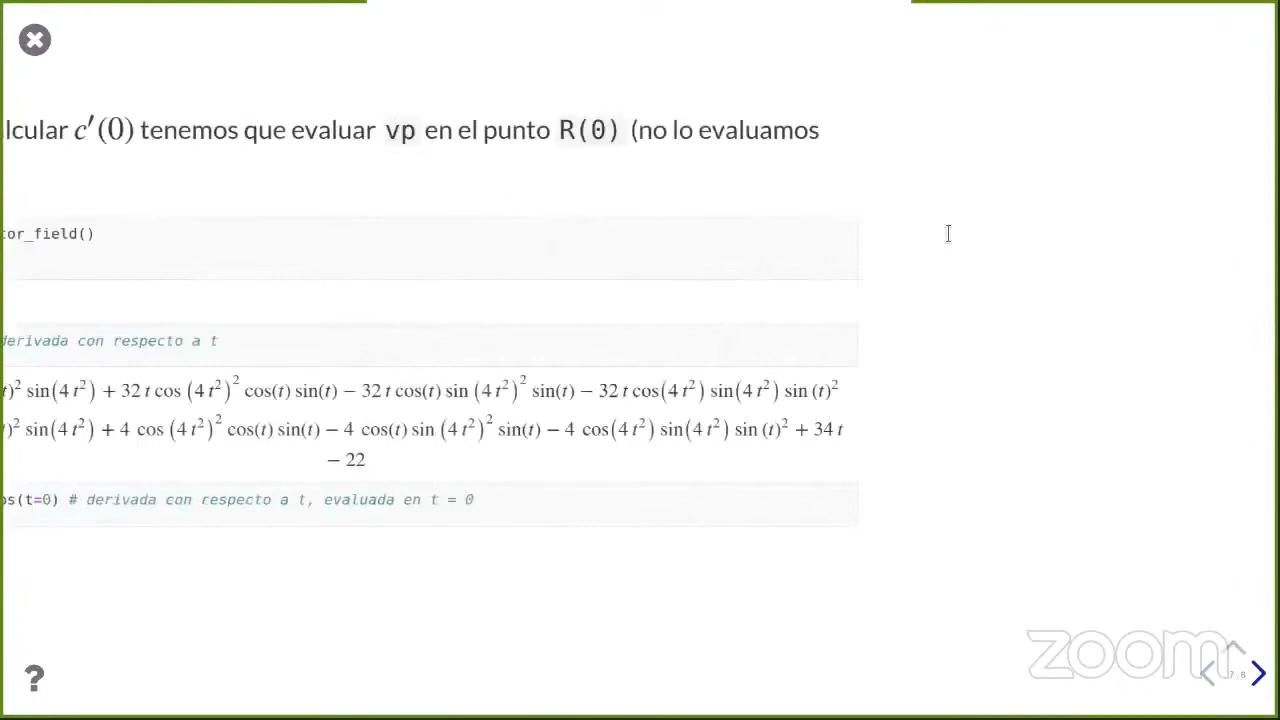 lcular c′(0) tenemos que evaluar vp en el punto R(0) (no lo evaluamos
tor_field()
derivada con respecto a t
t)² sin(4 t²) + 32 t cos (4 t²)² cos(t) sin(t) − 32 t cos(t) sin (4 t²)² sin(t) − 32 t cos(4 t²) sin(4 t²) sin (t)²
t)² sin(4 t²) + 4 cos (4 t²)² cos(t) sin(t) − 4 cos(t) sin (4 t²)² sin(t) − 4 cos(4 t²) sin(4 t²) sin (t)² + 34 t
− 22
os(t=0) # derivada con respecto a t, evaluada en t = 0
?
zoom
7.8